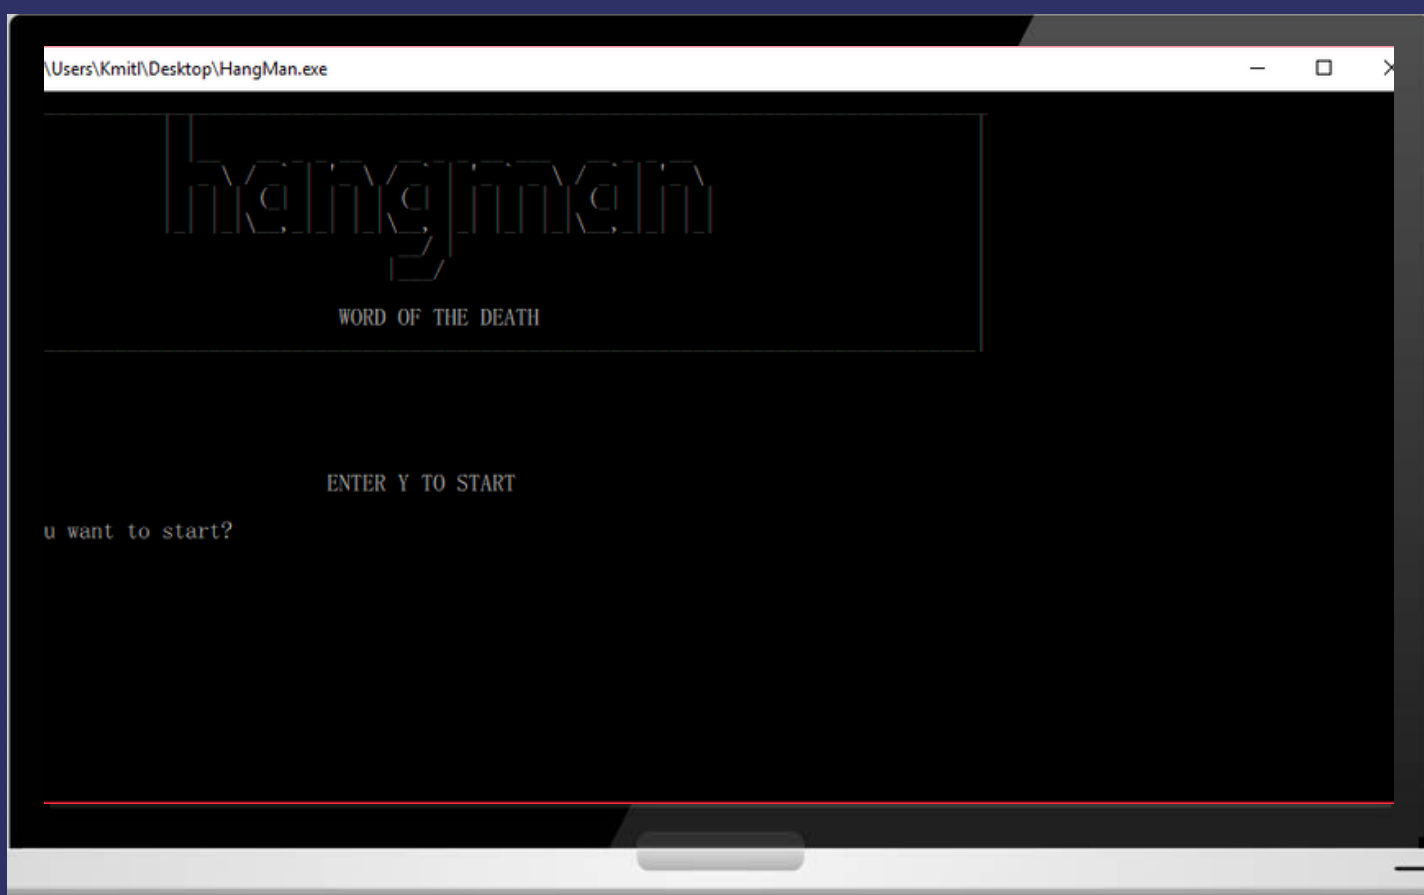 \Users\Kmitl\Desktop\HangMan.exe
hangman
WORD OF THE DEATH
ENTER Y TO START
u want to start?